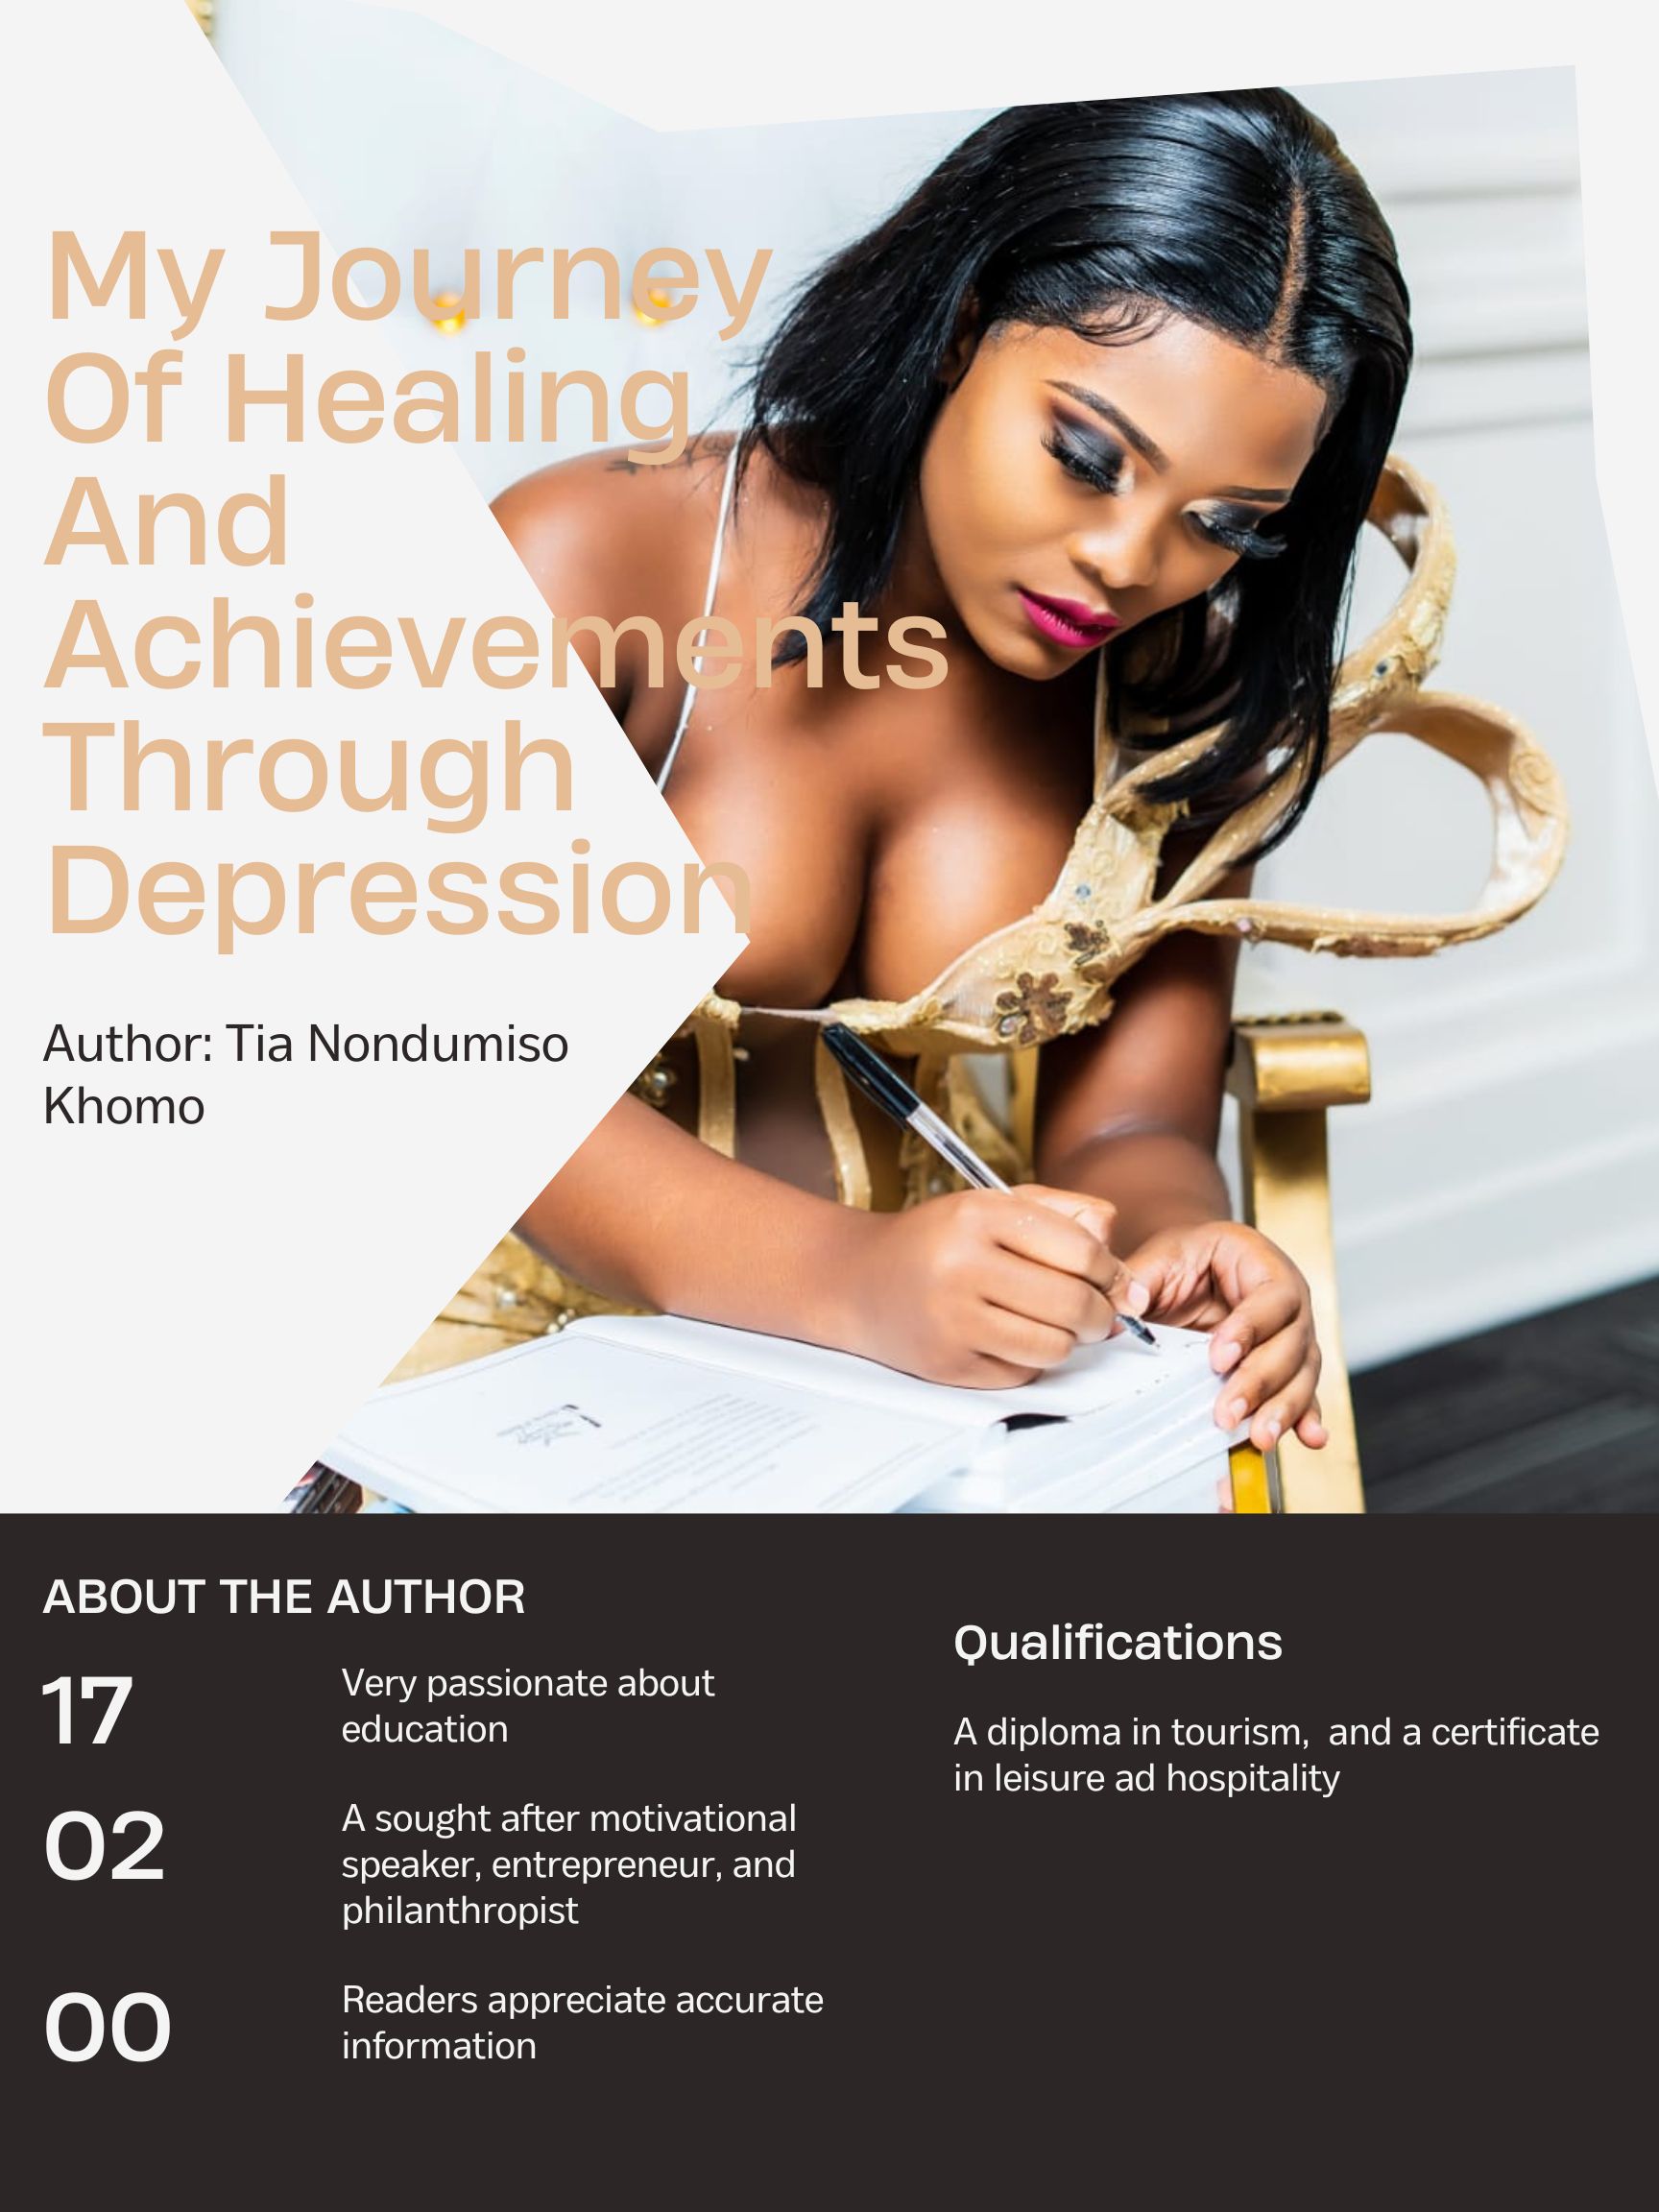 My Journey
Of Healing
And
Achievements
Through
Depression
Author: Tia Nondumiso
Khomo
ABOUT THE AUTHOR
17
Very passionate about
education
02
A sought after motivational
speaker, entrepreneur, and
philanthropist
00
Readers appreciate accurate
information
Qualifications
A diploma in tourism,  and a certificate
in leisure ad hospitality